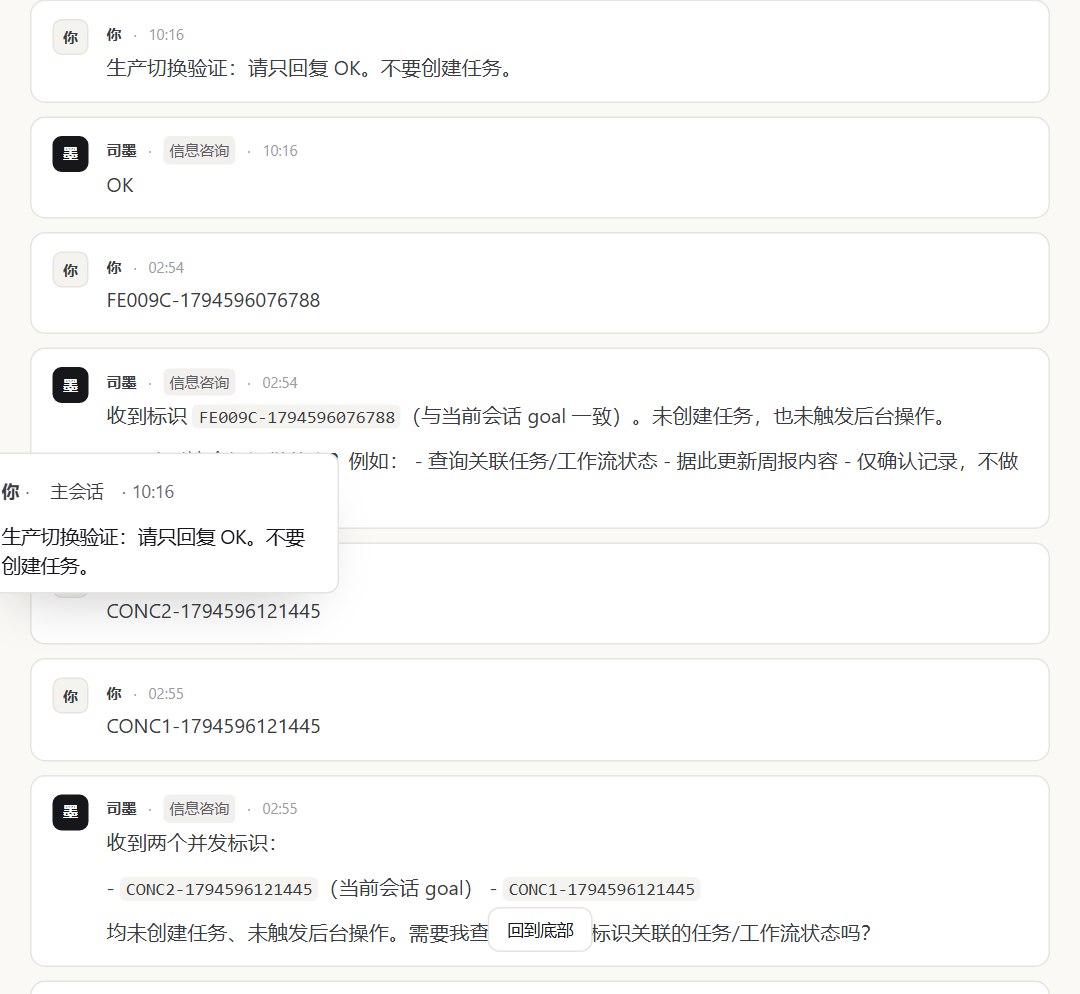 你
你 · 10:16
生产切换验证：请只回复 OK。不要创建任务。
墨
司墨 · 信息咨询 · 10:16
OK
你
你 · 02:54
FE009C-1794596076788
墨
司墨 · 信息咨询 · 02:54
收到标识 FE009C-1794596076788 （与当前会话 goal 一致）。未创建任务，也未触发后台操作。
例如： - 查询关联任务/工作流状态 - 据此更新周报内容 - 仅确认记录，不做
你 · 主会话 · 10:16
生产切换验证：请只回复 OK。不要
创建任务。
CONC2-1794596121445
你
你 · 02:55
CONC1-1794596121445
墨
司墨 · 信息咨询 · 02:55
收到两个并发标识：
- CONC2-1794596121445 （当前会话 goal） - CONC1-1794596121445
均未创建任务、未触发后台操作。需要我查
回到底部
标识关联的任务/工作流状态吗？